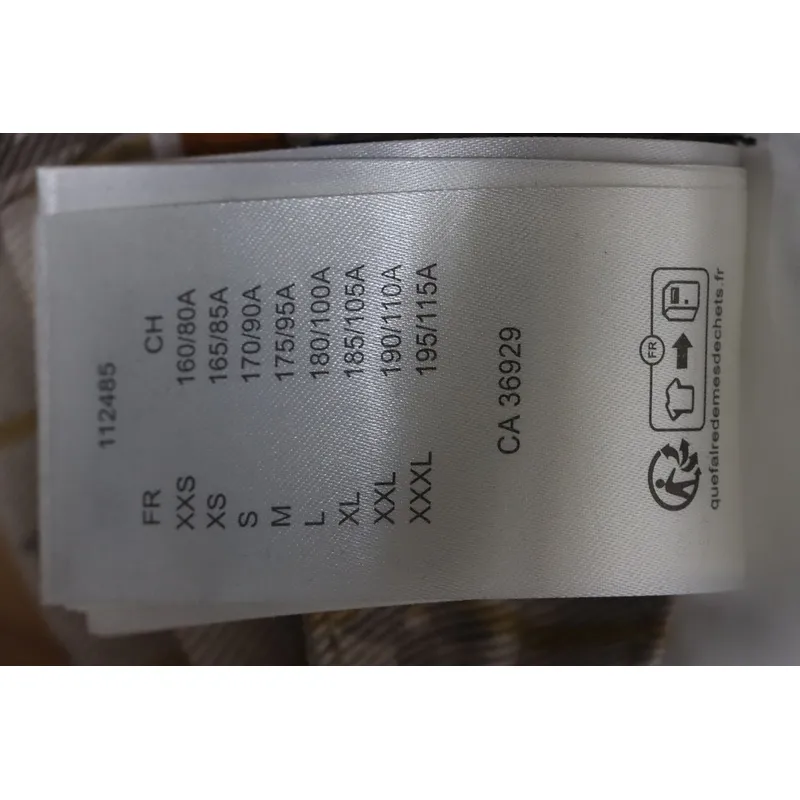 112485
FR CH
XXS 160/80A
XS 165/85A
S 170/90A
M 175/95A
L 180/100A
XL 185/105A
XXL 190/110A
XXXL 195/115A
CA 36929
FR
quefairedemesdechets.fr